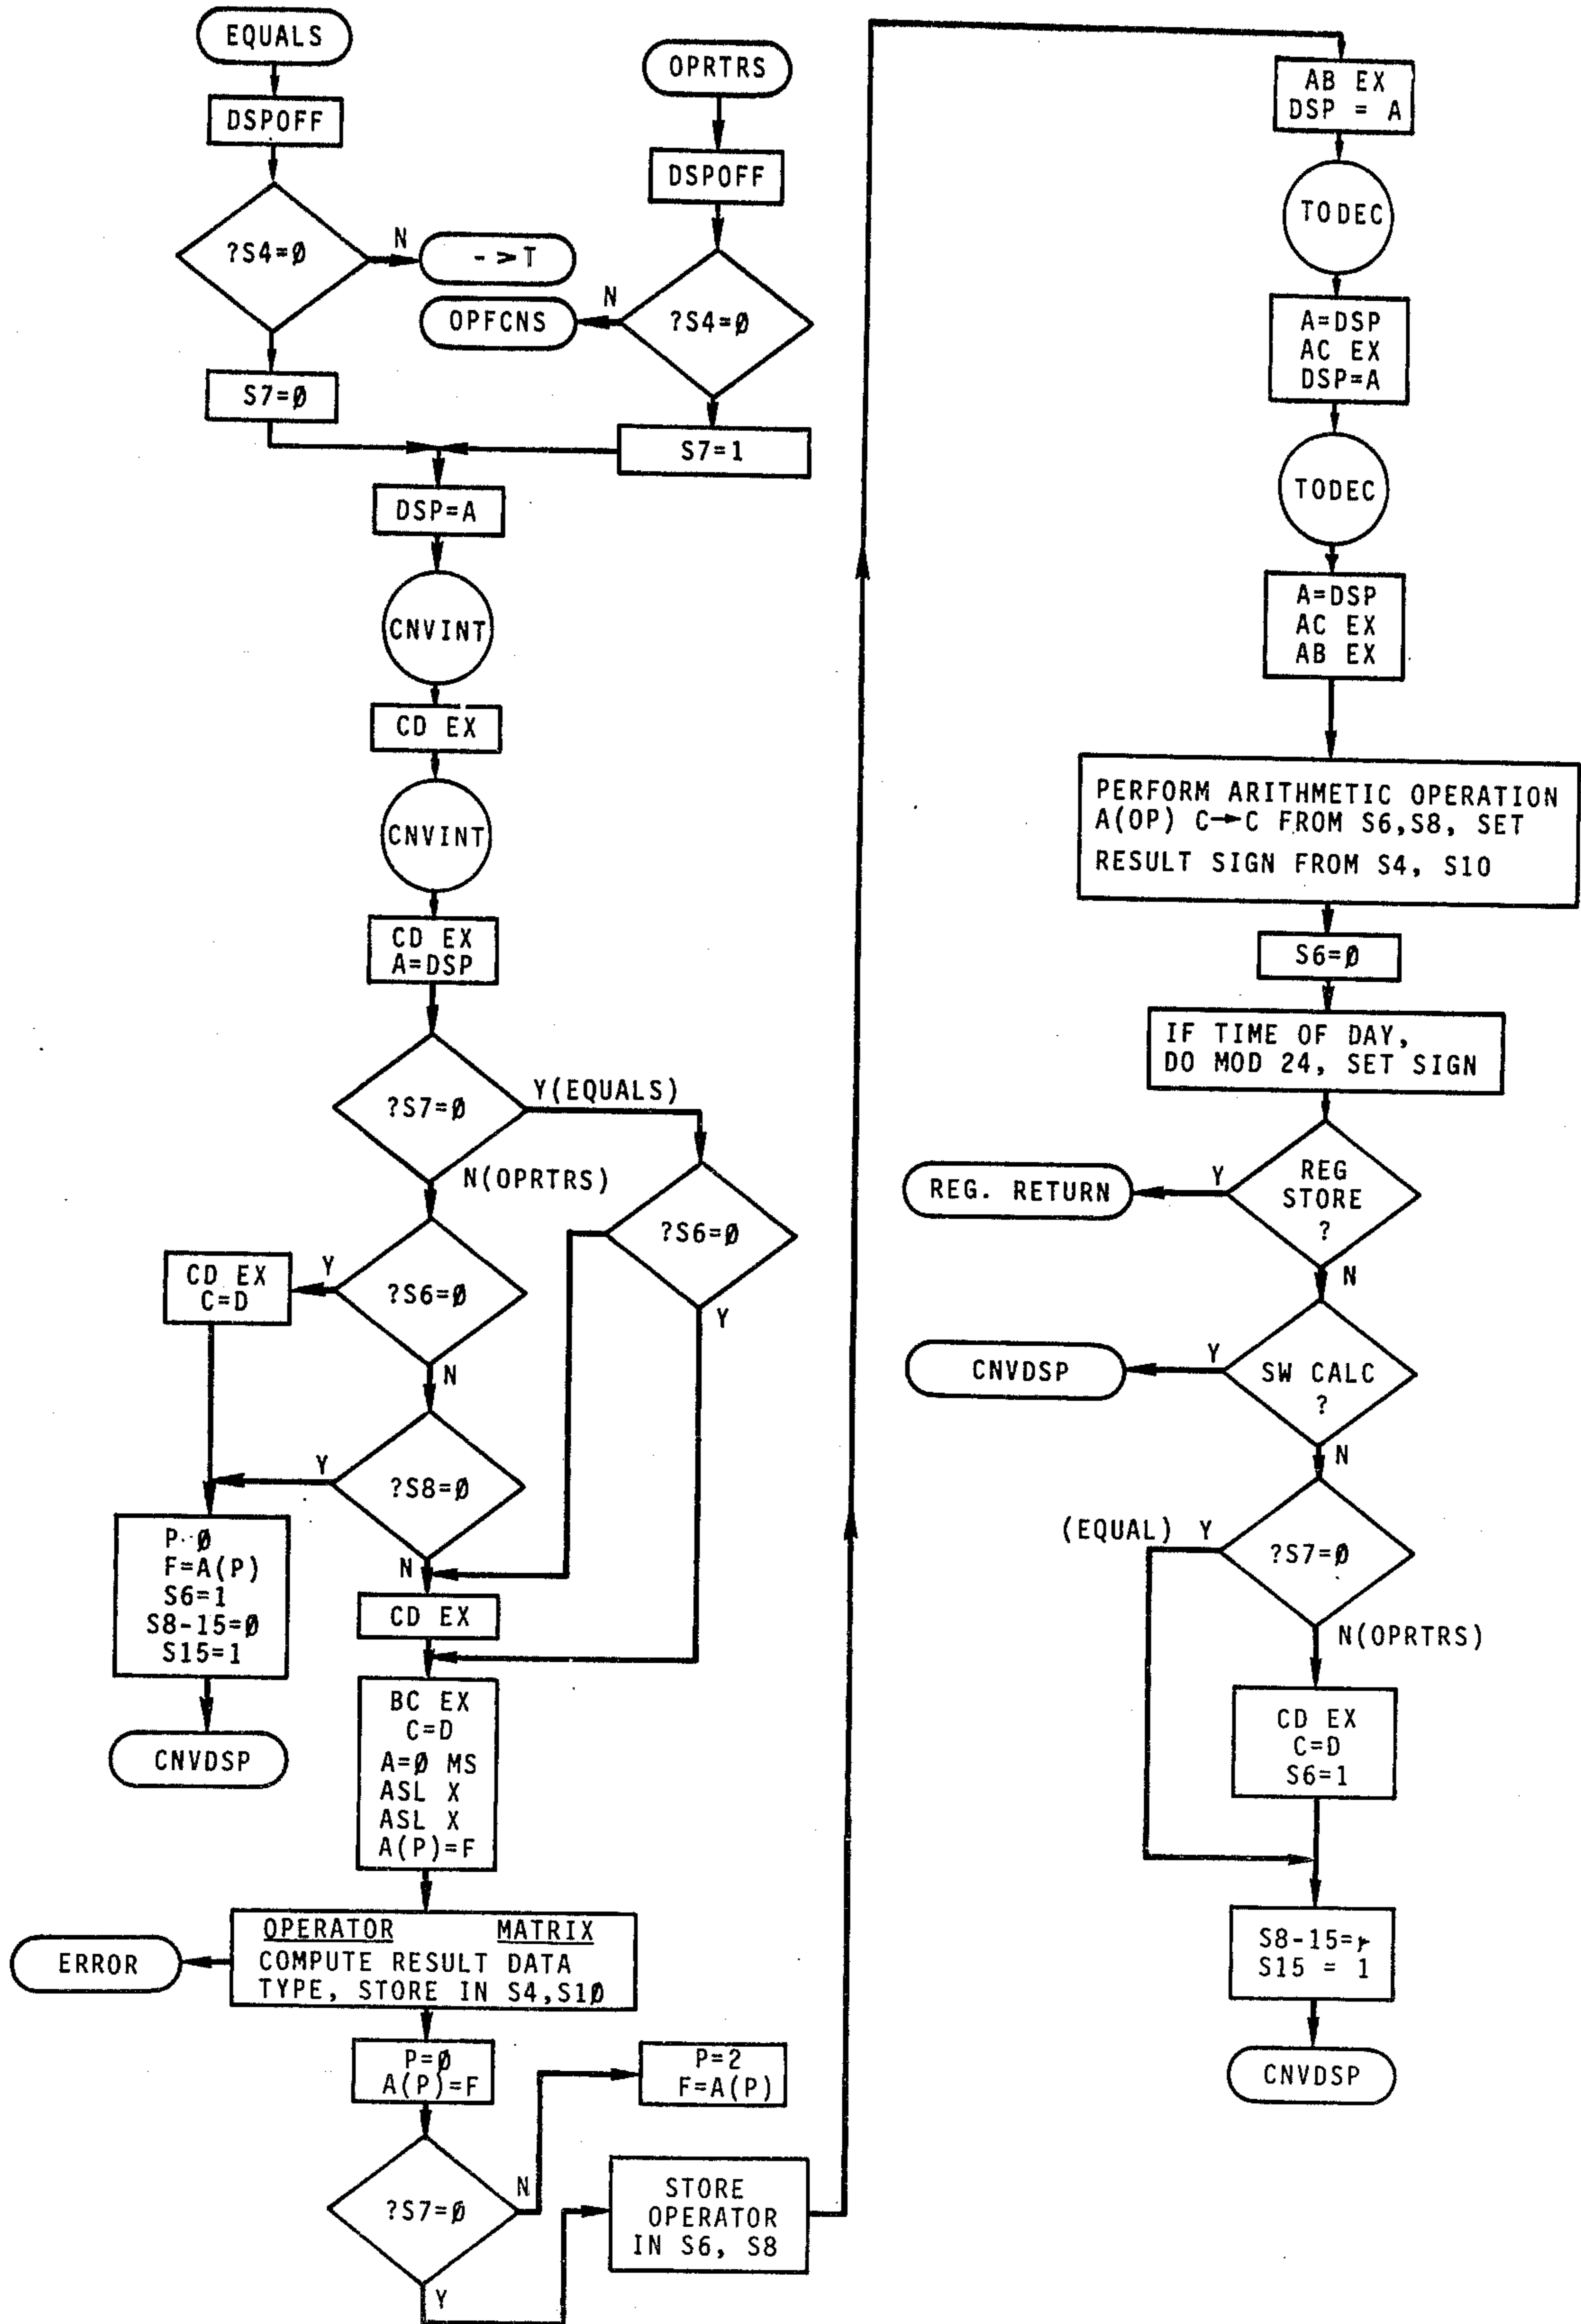 EQUALS
DSPOFF
?S4=Ø
N
->T
S7=Ø
OPRTRS
DSPOFF
?S4=Ø
N
OPFCNS
S7=1
DSP=A
CNVINT
CD EX
CNVINT
CD EX
A=DSP
?S7=Ø
Y(EQUALS)
N(OPRTRS)
?S6=Ø
Y
?S6=Ø
Y
CD EX
C=D
N
?S8=Ø
Y
N
P Ø
F=A(P)
S6=1
S8-15=Ø
S15=1
CNVDSP
CD EX
BC EX
C=D
A=Ø MS
ASL X
ASL X
A(P)=F
OPERATOR MATRIX
COMPUTE RESULT DATA
TYPE, STORE IN S4,S1Ø
ERROR
P=Ø
A(P)=F
P=2
F=A(P)
?S7=Ø
N
Y
STORE
OPERATOR
IN S6, S8
AB EX
DSP = A
TODEC
A=DSP
AC EX
DSP=A
TODEC
A=DSP
AC EX
AB EX
PERFORM ARITHMETIC OPERATION
A(OP) C→C FROM S6,S8, SET
RESULT SIGN FROM S4, S10
S6=Ø
IF TIME OF DAY,
DO MOD 24, SET SIGN
REG
STORE
?
Y
REG. RETURN
N
SW CALC
?
Y
CNVDSP
N
?S7=Ø
(EQUAL) Y
N(OPRTRS)
CD EX
C=D
S6=1
S8-15=
S15 = 1
CNVDSP